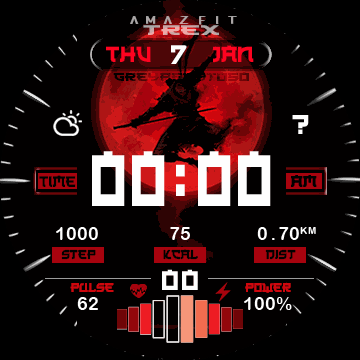 AMAZFIT
TREX
THU 7 JAN
?
TIME 00:00 AM
1000 75 0.70KM
STEP KCAL DIST
00
PULSE POWER
62 100%